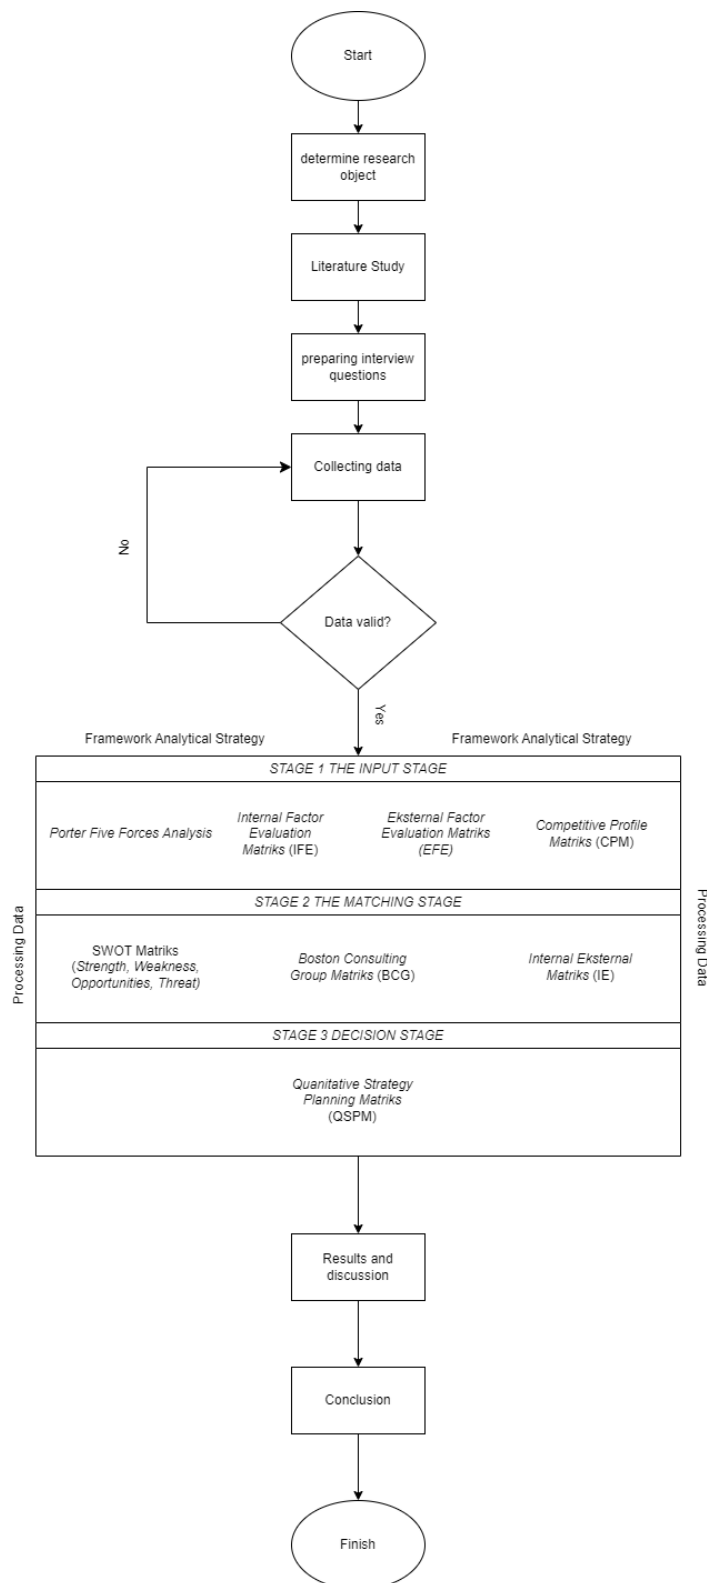 Start
determine research
object
Literature Study
preparing interview
questions
Collecting data
No
Data valid?
Yes
Framework Analytical Strategy
Framework Analytical Strategy
STAGE 1 THE INPUT STAGE
Porter Five Forces Analysis
Internal Factor
Evaluation
Matriks (IFE)
Eksternal Factor
Evaluation Matriks
(EFE)
Competitive Profile
Matriks (CPM)
STAGE 2 THE MATCHING STAGE
Processing Data
Processing Data
SWOT Matriks
(Strength, Weakness,
Opportunities, Threat)
Boston Consulting
Group Matriks (BCG)
Internal Eksternal
Matriks (IE)
STAGE 3 DECISION STAGE
Quanitative Strategy
Planning Matriks
(QSPM)
Results and
discussion
Conclusion
Finish